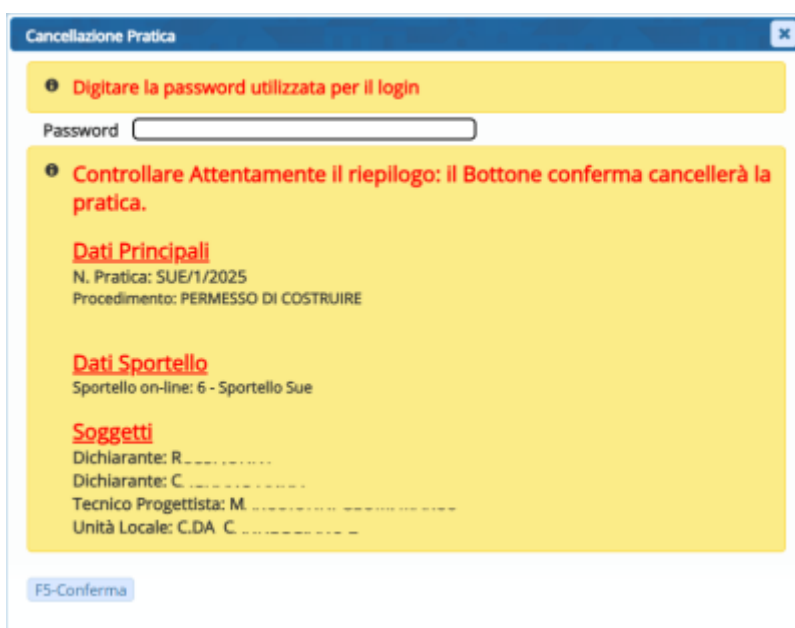 Cancellazione Pratica
Digitare la password utilizzata per il login
Password
Controllare Attentamente il riepilogo: il Bottone conferma cancellerà la
pratica.
Dati Principali
N. Pratica: SUE/1/2025
Procedimento: PERMESSO DI COSTRUIRE
Dati Sportello
Sportello on-line: 6 - Sportello Sue
Soggetti
Dichiarante:
Dichiarante:
Tecnico Progettista:
Unità Locale: C.DA
F5-Conferma